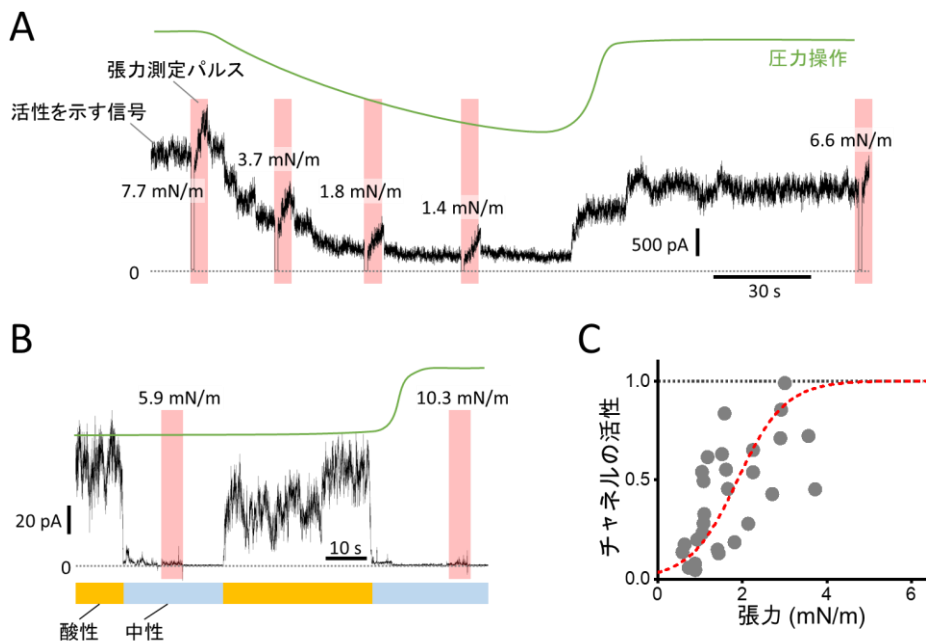 A
圧力操作
張力測定パルス
活性を示す信号
7.7 mN/m
3.7 mN/m
1.8 mN/m
1.4 mN/m
6.6 mN/m
500 pA
0
30 s
B
5.9 mN/m
10.3 mN/m
20 pA
10 s
0
酸性
中性
C
チャネルの活性
1.0
0.5
0.0
0
2
4
6
張力 (mN/m)